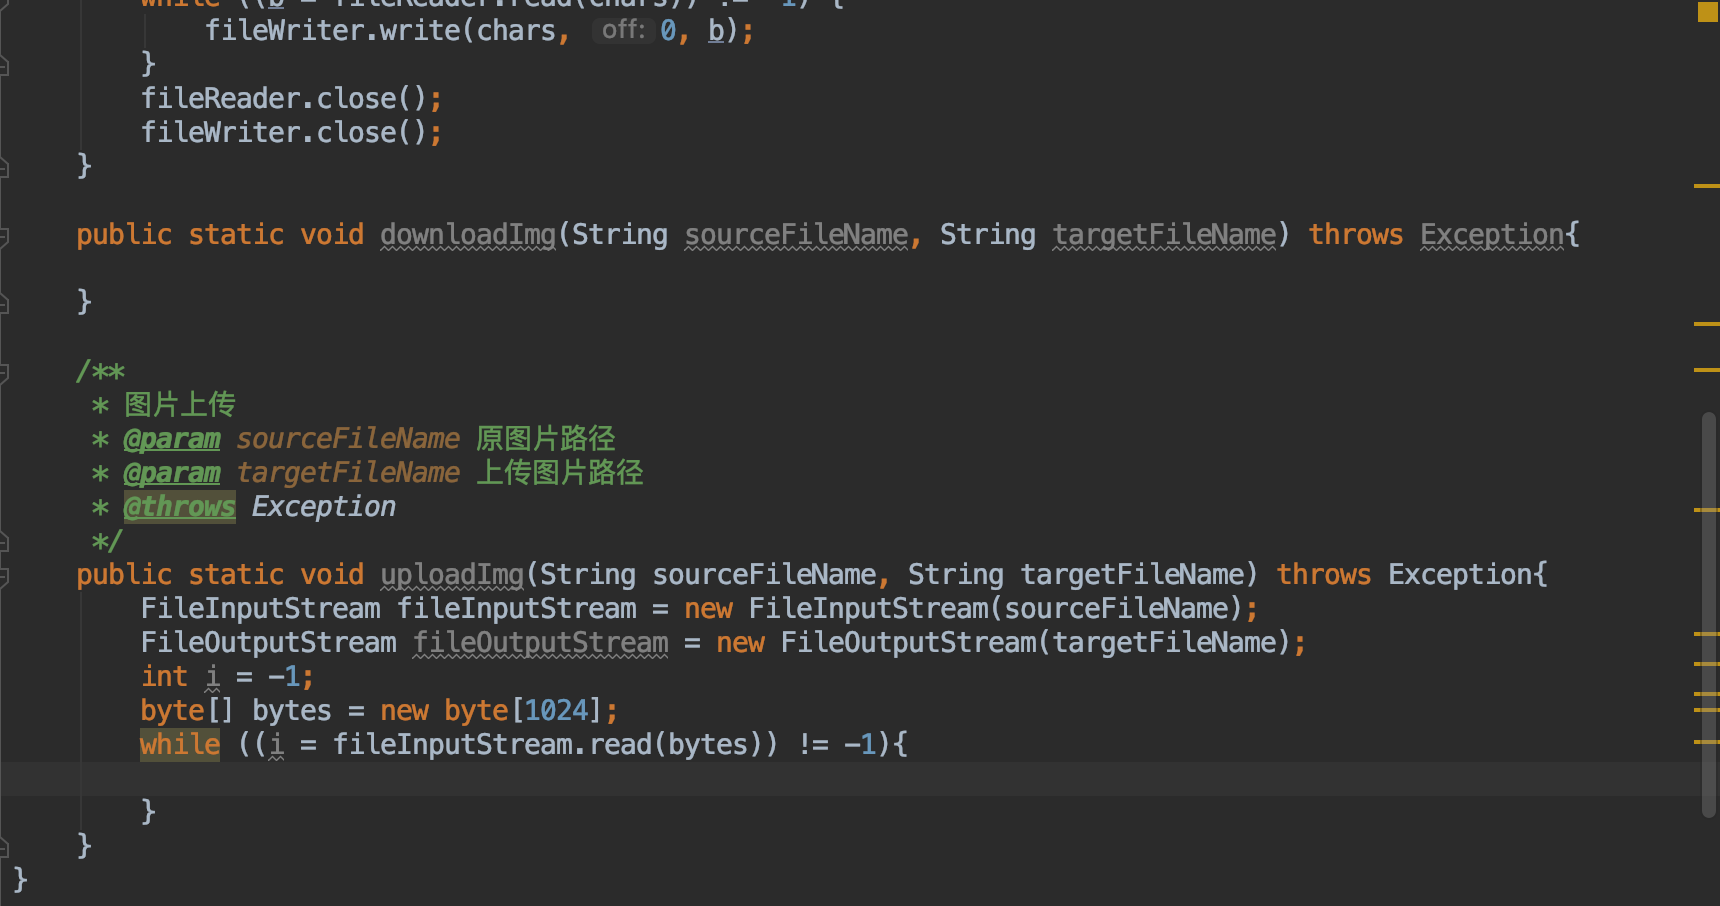 while ((b = fileReader.read(chars)) != -1) {
fileWriter.write(chars, off: 0, b);
}
fileReader.close();
fileWriter.close();
}
public static void downloadImg(String sourceFileName, String targetFileName) throws Exception{
}
/**
* 图片上传
* @param sourceFileName 原图片路径
* @param targetFileName 上传图片路径
* @throws Exception
*/
public static void uploadImg(String sourceFileName, String targetFileName) throws Exception{
FileInputStream fileInputStream = new FileInputStream(sourceFileName);
FileOutputStream fileOutputStream = new FileOutputStream(targetFileName);
int i = -1;
byte[] bytes = new byte[1024];
while ((i = fileInputStream.read(bytes)) != -1){
}
}
}